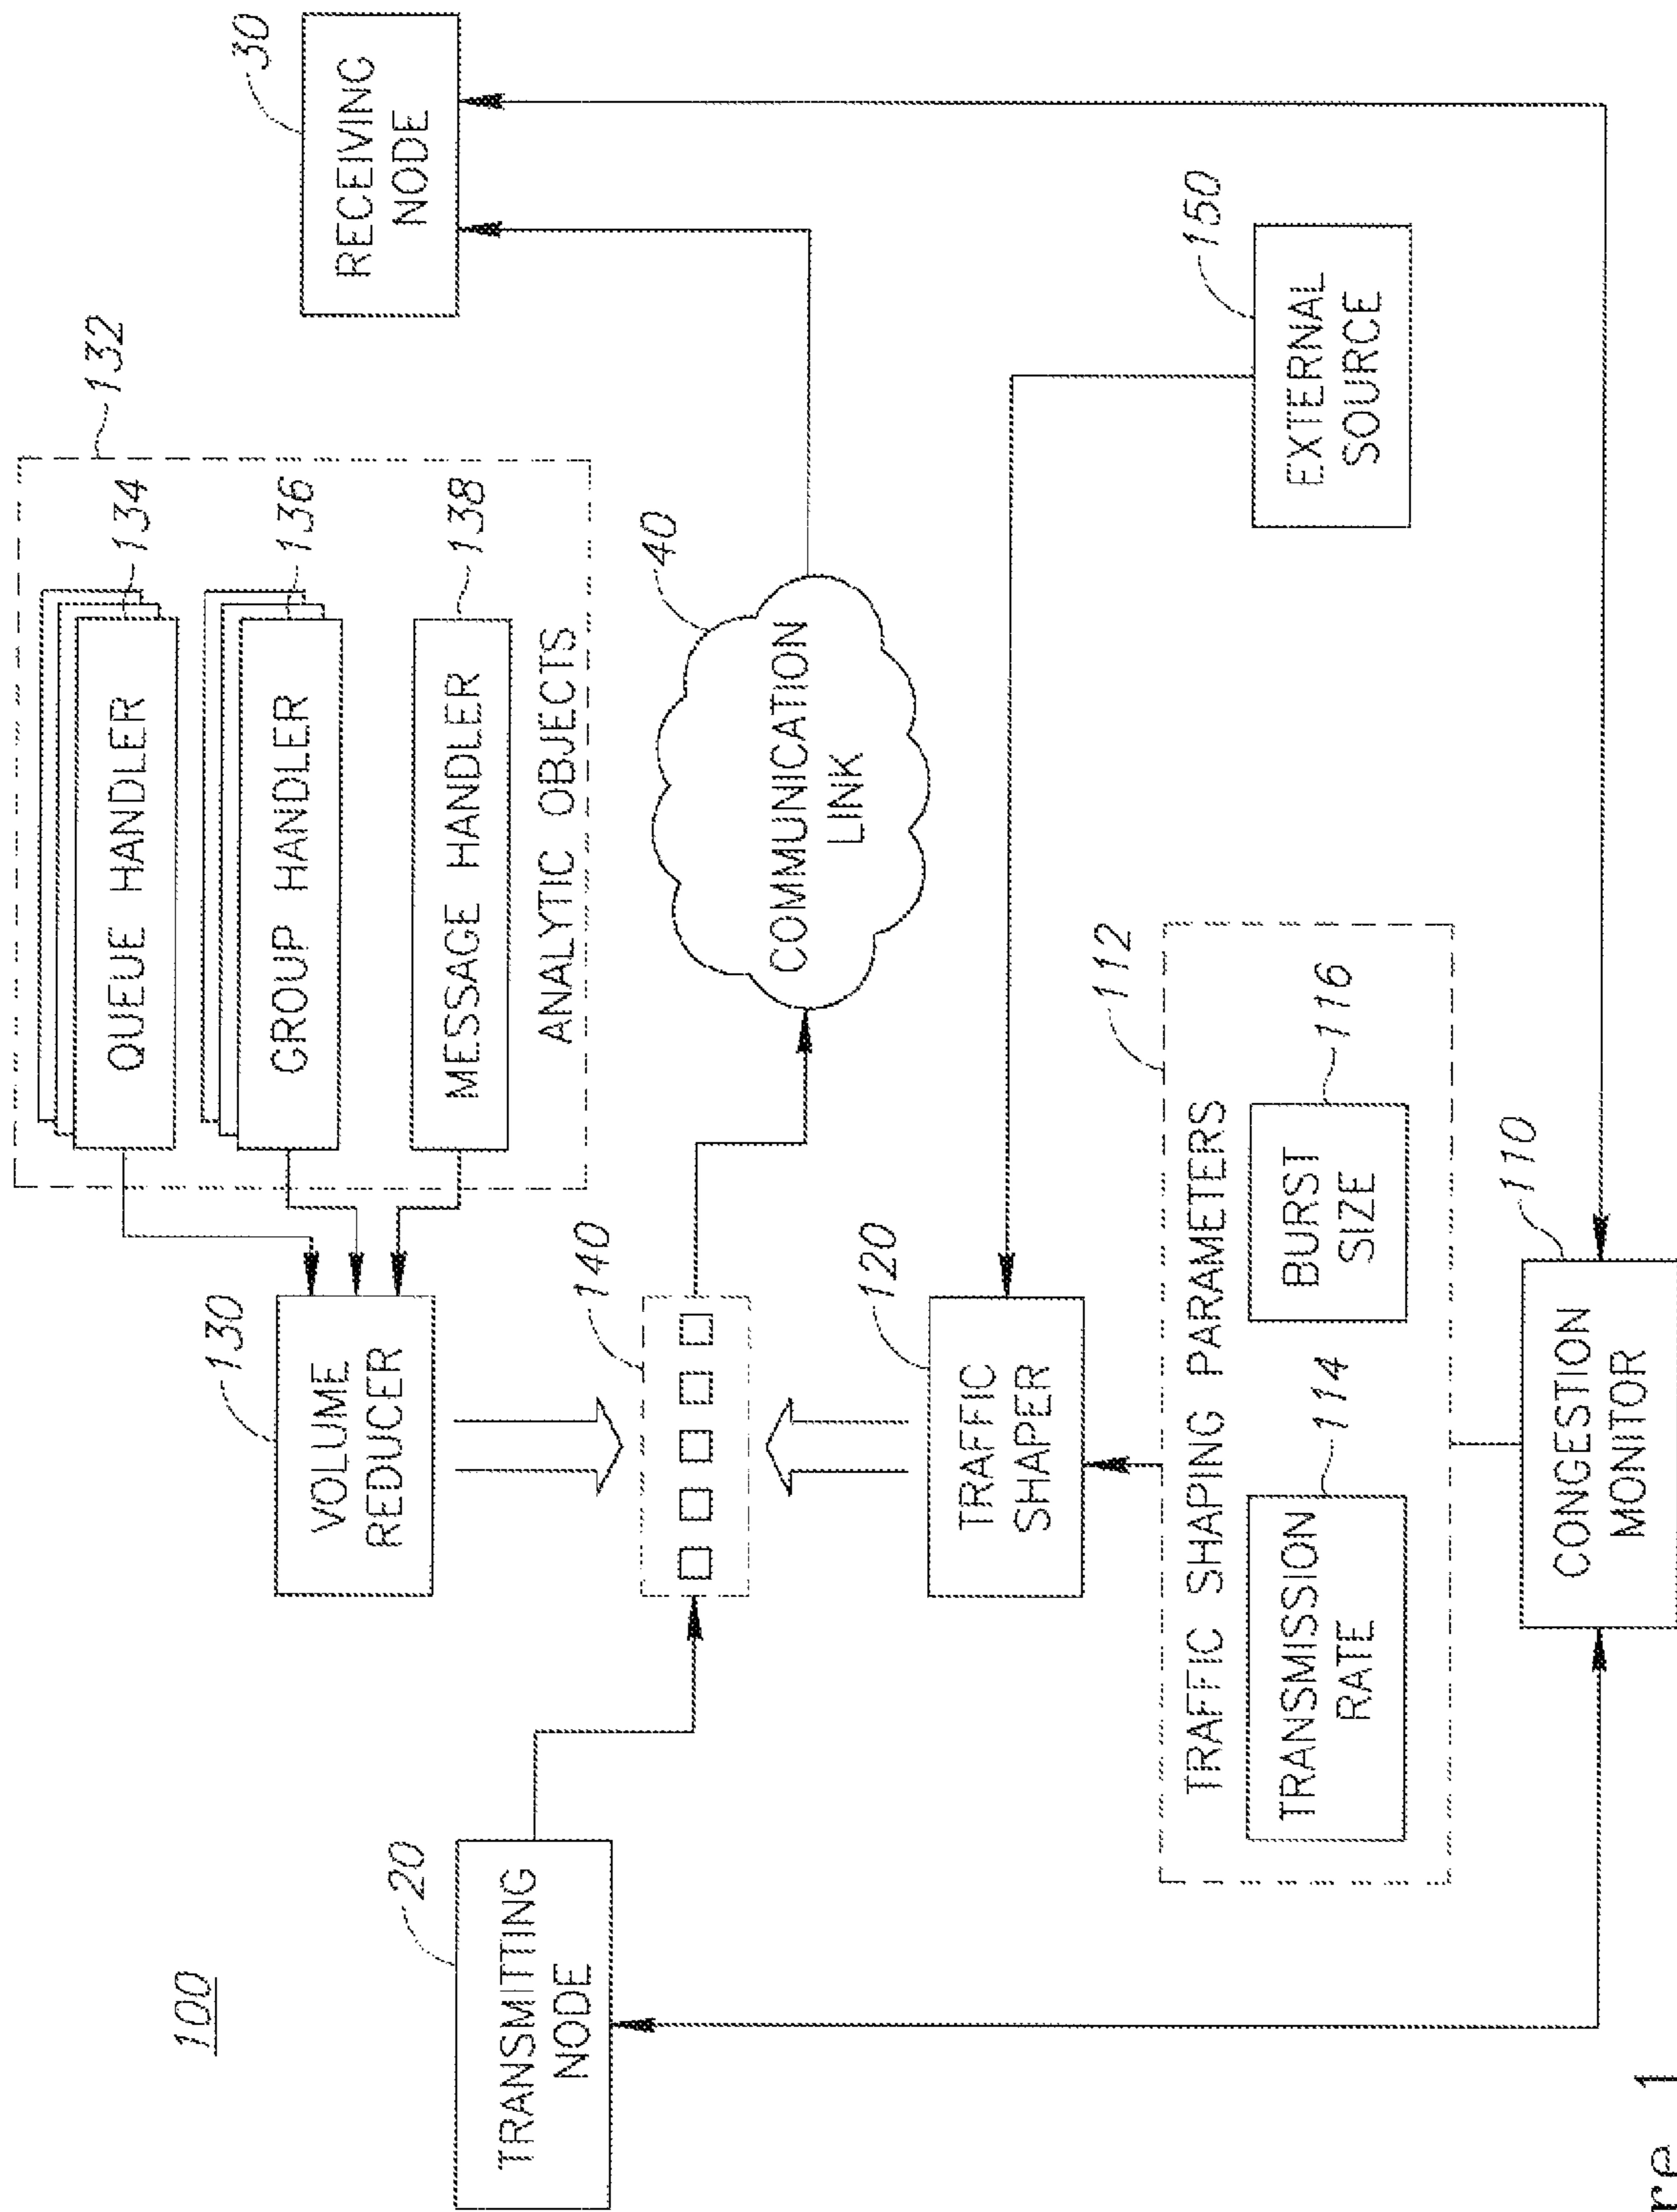 100
132
QUEUE HANDLER
134
GROUP HANDLER
136
MESSAGE HANDLER
138
ANALYTIC OBJECTS
130
VOLUME
REDUCER
30
RECEIVING
NODE
20
TRANSMITTING
NODE
140
40
COMMUNICATION
LINK
120
TRAFFIC
SHAPER
150
EXTERNAL
SOURCE
112
TRAFFIC SHAPING PARAMETERS
114
TRANSMISSION
RATE
116
BURST
SIZE
110
CONGESTION
MONITOR
re 1